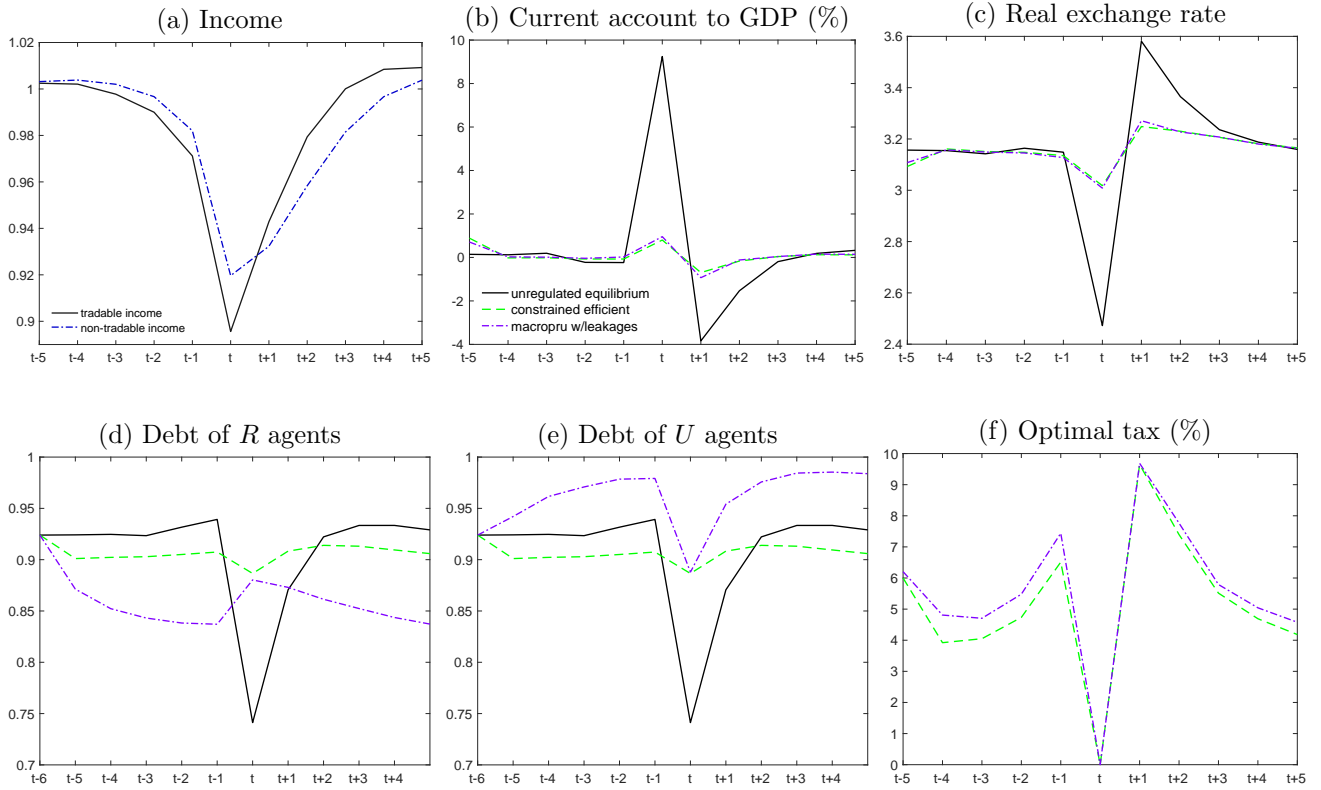 (a) Income
1.02
1
0.98
0.96
0.94
0.92
0.9
tradable income
non-tradable income
t-5 t-4 t-3 t-2 t-1 t t+1 t+2 t+3 t+4 t+5
(b) Current account to GDP (%)
10
8
6
4
2
0
-2
-4
unregulated equilibrium
constrained efficient
macropru w/leakages
t-5 t-4 t-3 t-2 t-1 t t+1 t+2 t+3 t+4 t+5
(c) Real exchange rate
3.6
3.4
3.2
3
2.8
2.6
2.4
t-5 t-4 t-3 t-2 t-1 t t+1 t+2 t+3 t+4 t+5
(d) Debt of R agents
1
0.95
0.9
0.85
0.8
0.75
0.7
t-6 t-5 t-4 t-3 t-2 t-1 t t+1 t+2 t+3 t+4
(e) Debt of U agents
1
0.95
0.9
0.85
0.8
0.75
0.7
t-6 t-5 t-4 t-3 t-2 t-1 t t+1 t+2 t+3 t+4
(f) Optimal tax (%)
10
9
8
7
6
5
4
3
2
1
0
t-5 t-4 t-3 t-2 t-1 t t+1 t+2 t+3 t+4 t+5